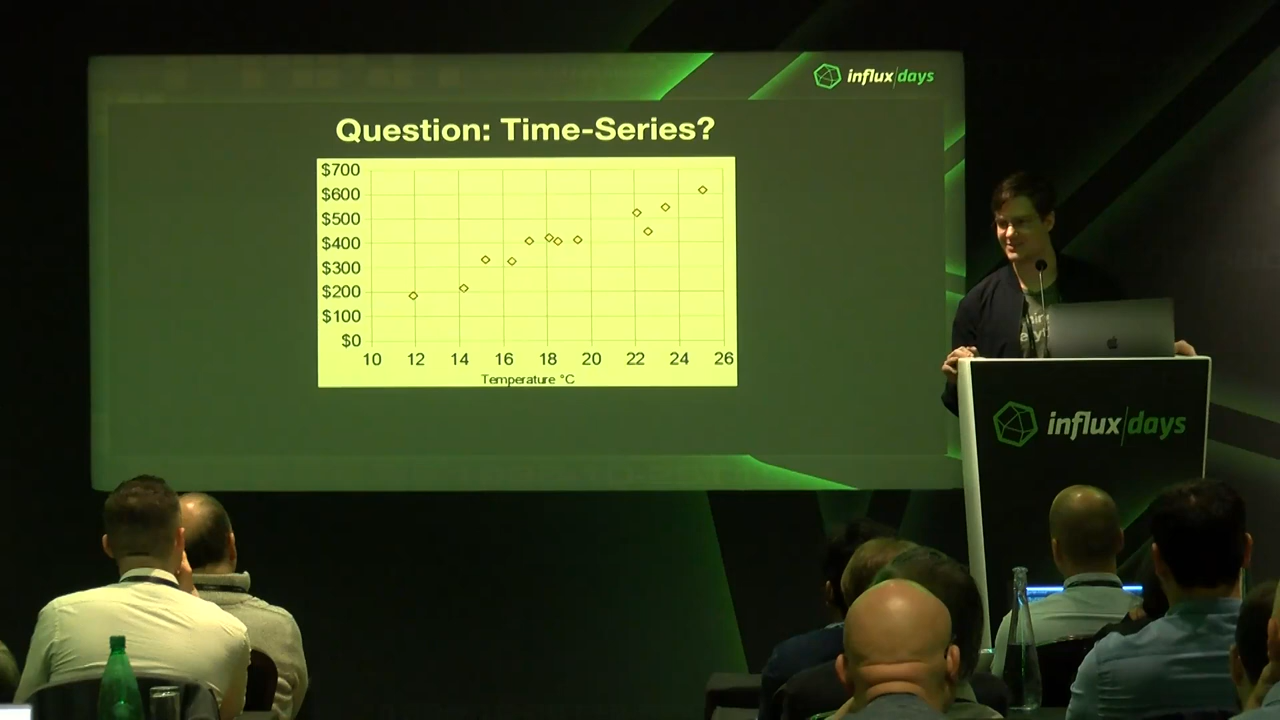 influx|days
Question: Time-Series?
$700
$600
$500
$400
$300
$200
$100
$0
10 12 14 16 18 20 22 24 26
Temperature °C
influx|days